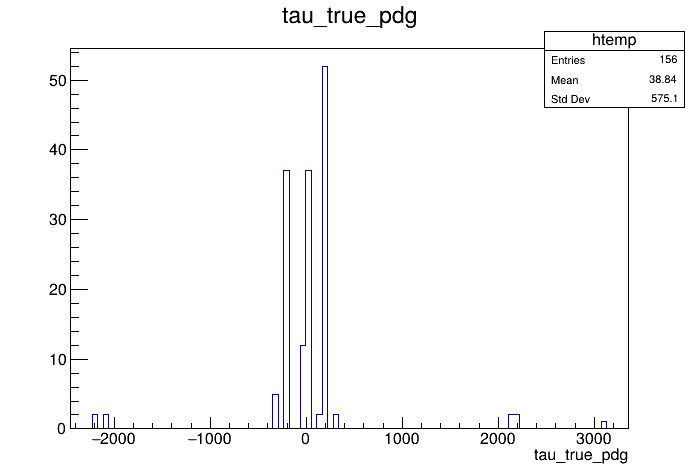 tau_true_pdg
htemp
Entries 156
Mean 38.84
Std Dev 575.1
50
40
30
20
10
0
−2000 −1000 0 1000 2000 3000
tau_true_pdg